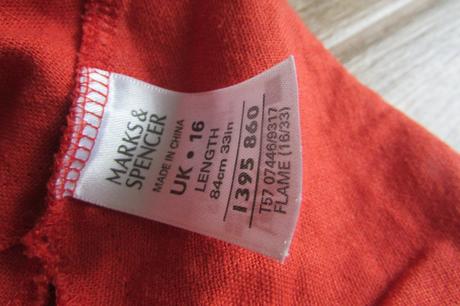 MARKS &
SPENCER
MADE IN CHINA
UK • 16
LENGTH
84cm 33in
1395 860
T57 07446/9317
FLAME (16/33)